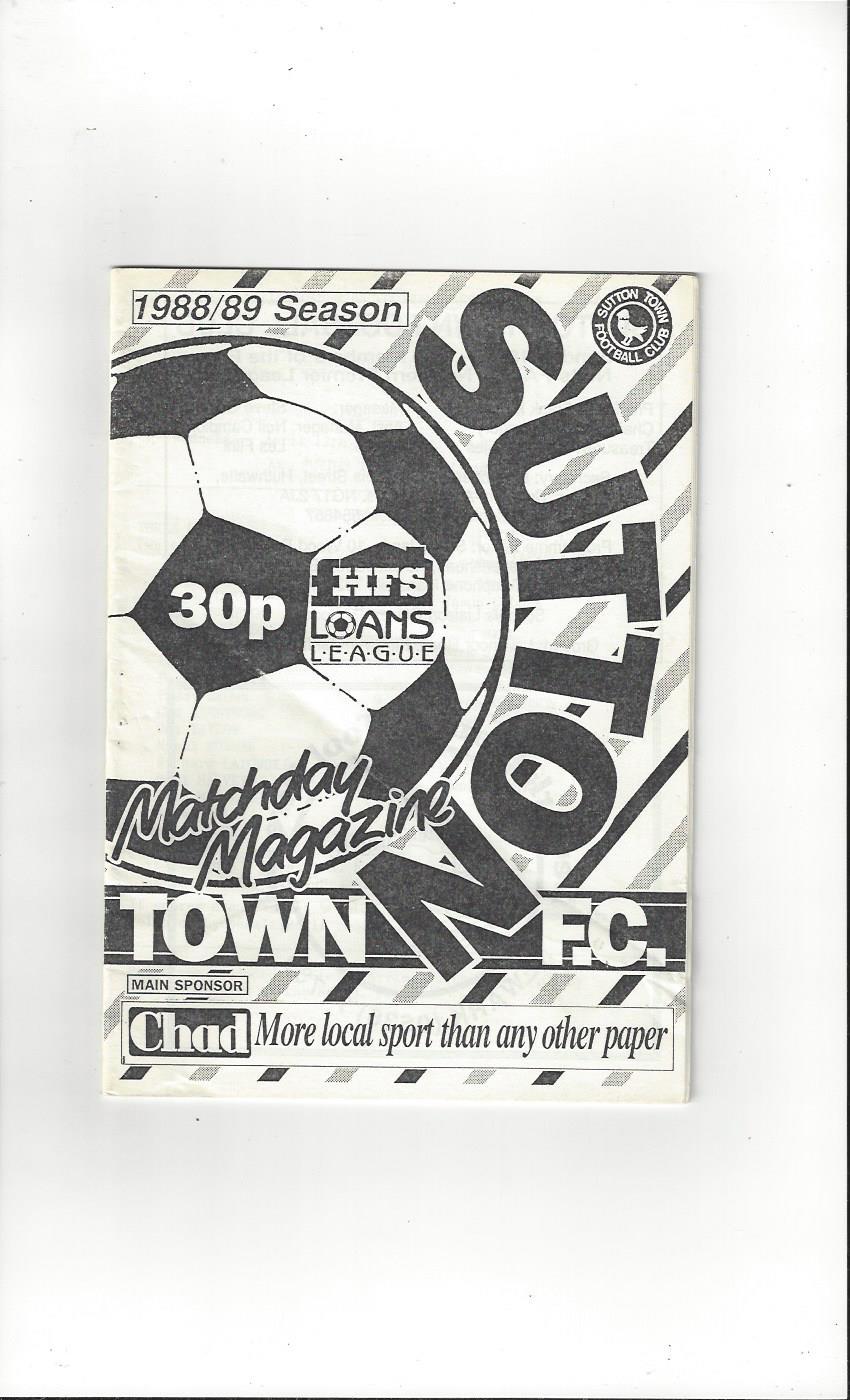 1988/89 Season
SUTTON TOWN
FOOTBALL CLUB
SUTTON
30p
HFS
LOANS
L·E·A·G·U·E
Matchday
Magazine
TOWN F.C.
MAIN SPONSOR
Chad More local sport than any other paper